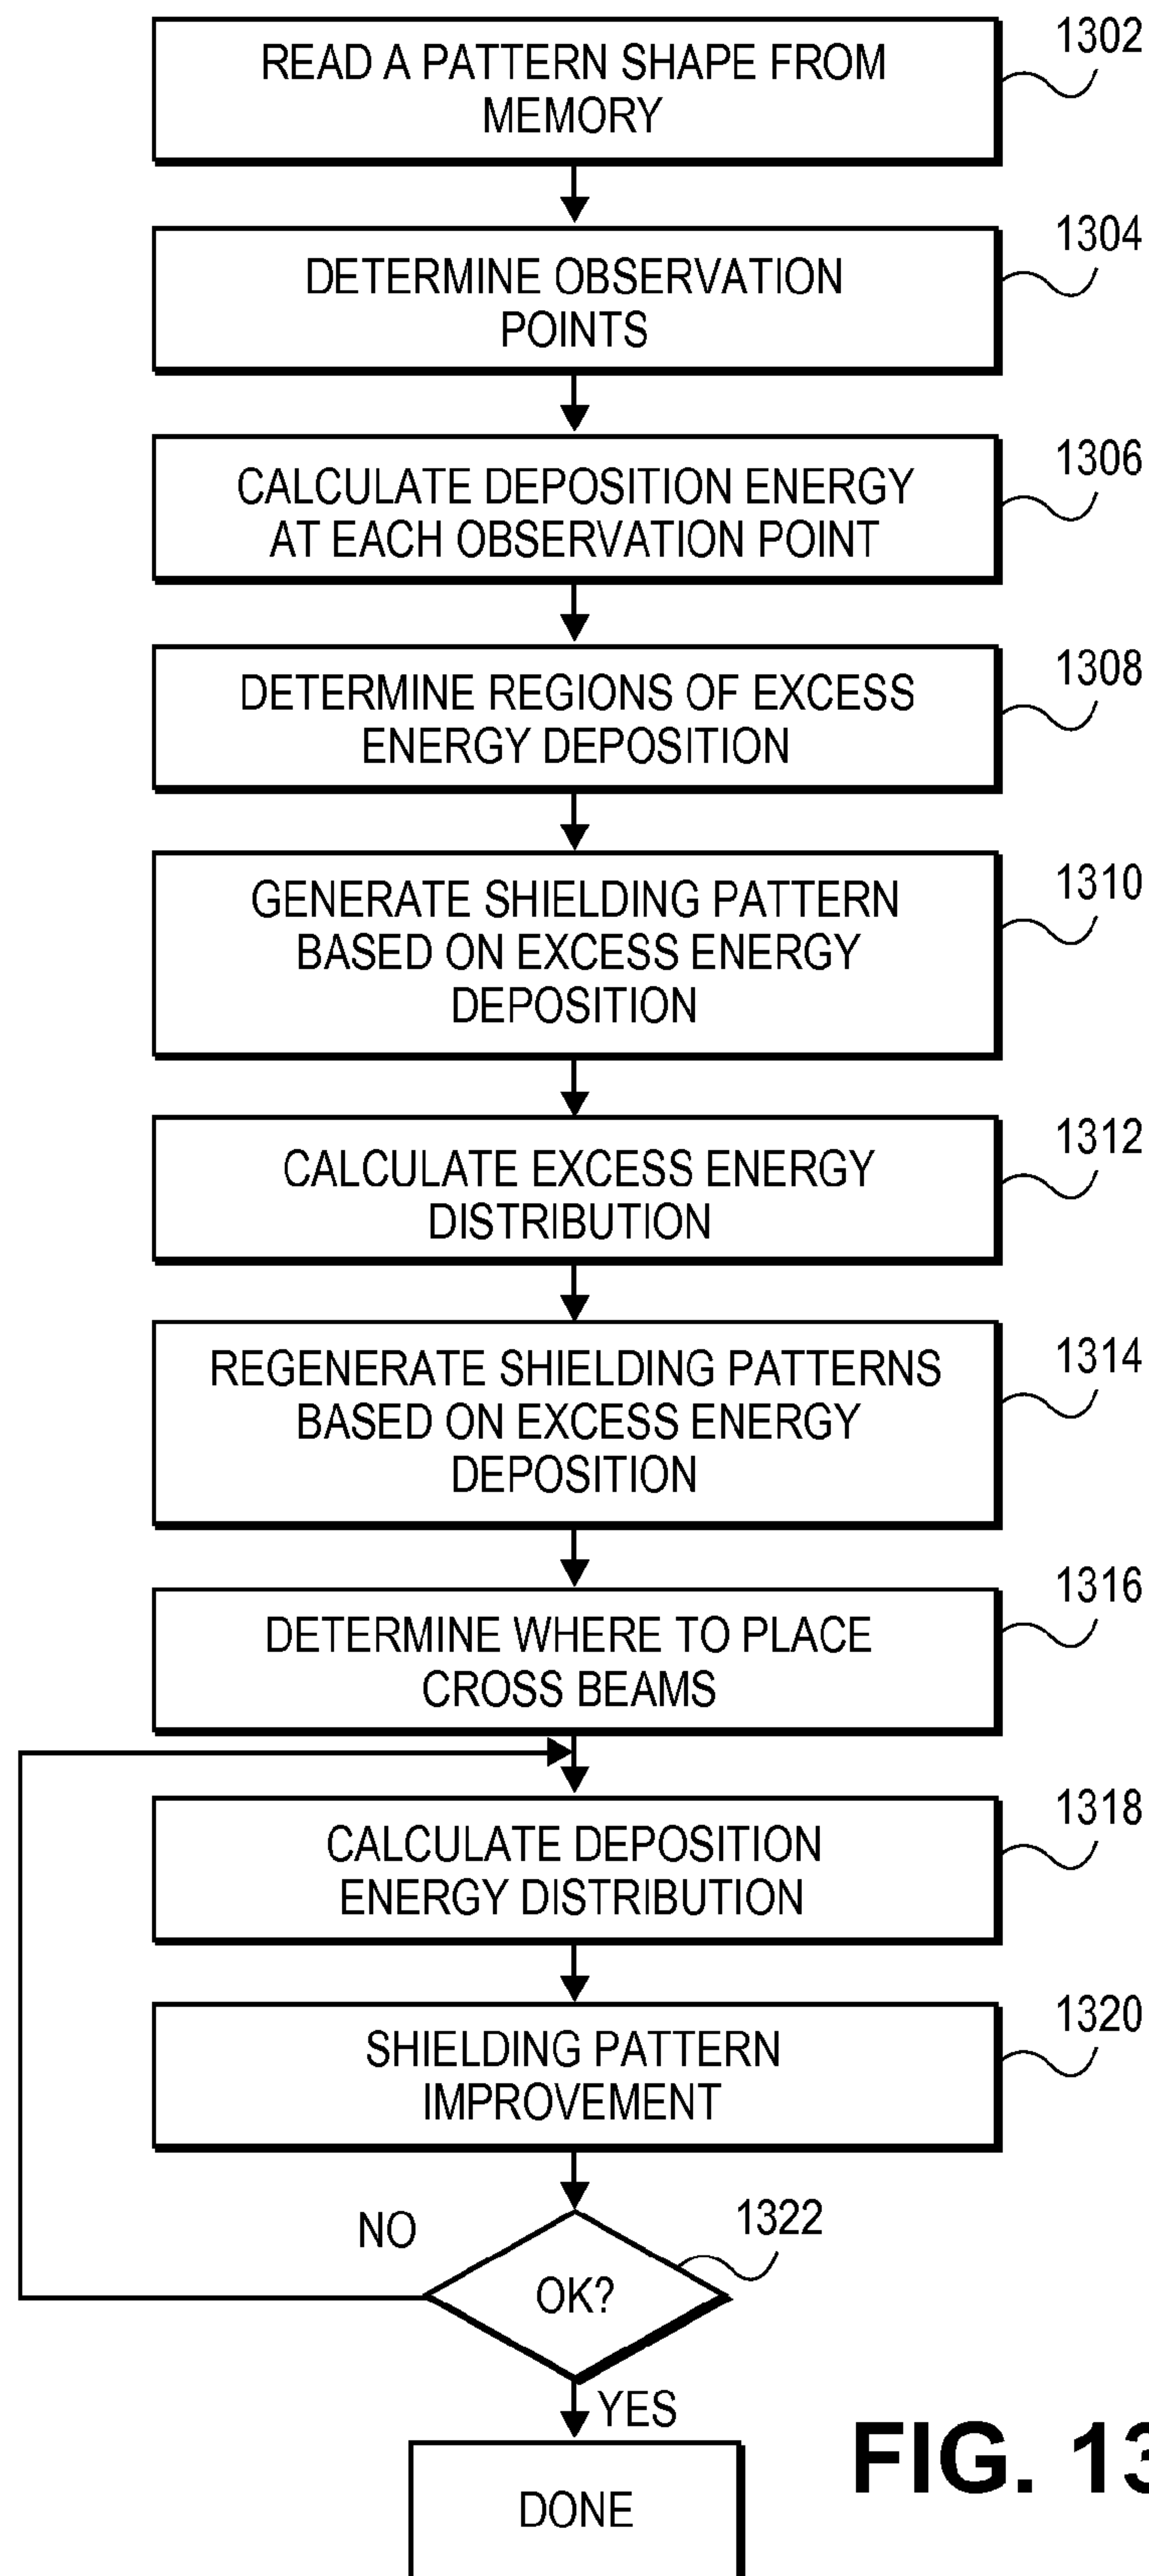 READ A PATTERN SHAPE FROM
MEMORY
1302
DETERMINE OBSERVATION
POINTS
1304
CALCULATE DEPOSITION ENERGY
AT EACH OBSERVATION POINT
1306
DETERMINE REGIONS OF EXCESS
ENERGY DEPOSITION
1308
GENERATE SHIELDING PATTERN
BASED ON EXCESS ENERGY
DEPOSITION
1310
CALCULATE EXCESS ENERGY
DISTRIBUTION
1312
REGENERATE SHIELDING PATTERNS
BASED ON EXCESS ENERGY
DEPOSITION
1314
DETERMINE WHERE TO PLACE
CROSS BEAMS
1316
CALCULATE DEPOSITION
ENERGY DISTRIBUTION
1318
SHIELDING PATTERN
IMPROVEMENT
1320
NO
1322
OK?
YES
DONE
FIG. 13